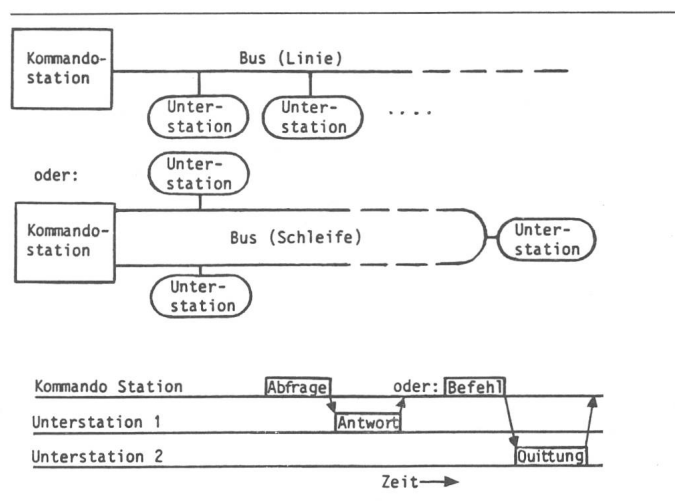 Kommando-
station
Bus (Linie)
Unter-
station
Unter-
station
....
oder:
Unter-
station
Kommando-
station
Bus (Schleife)
Unter-
station
Unter-
station
Kommando Station
Abfrage
oder:
Befehl
Unterstation 1
Antwort
Unterstation 2
Quittung
Zeit